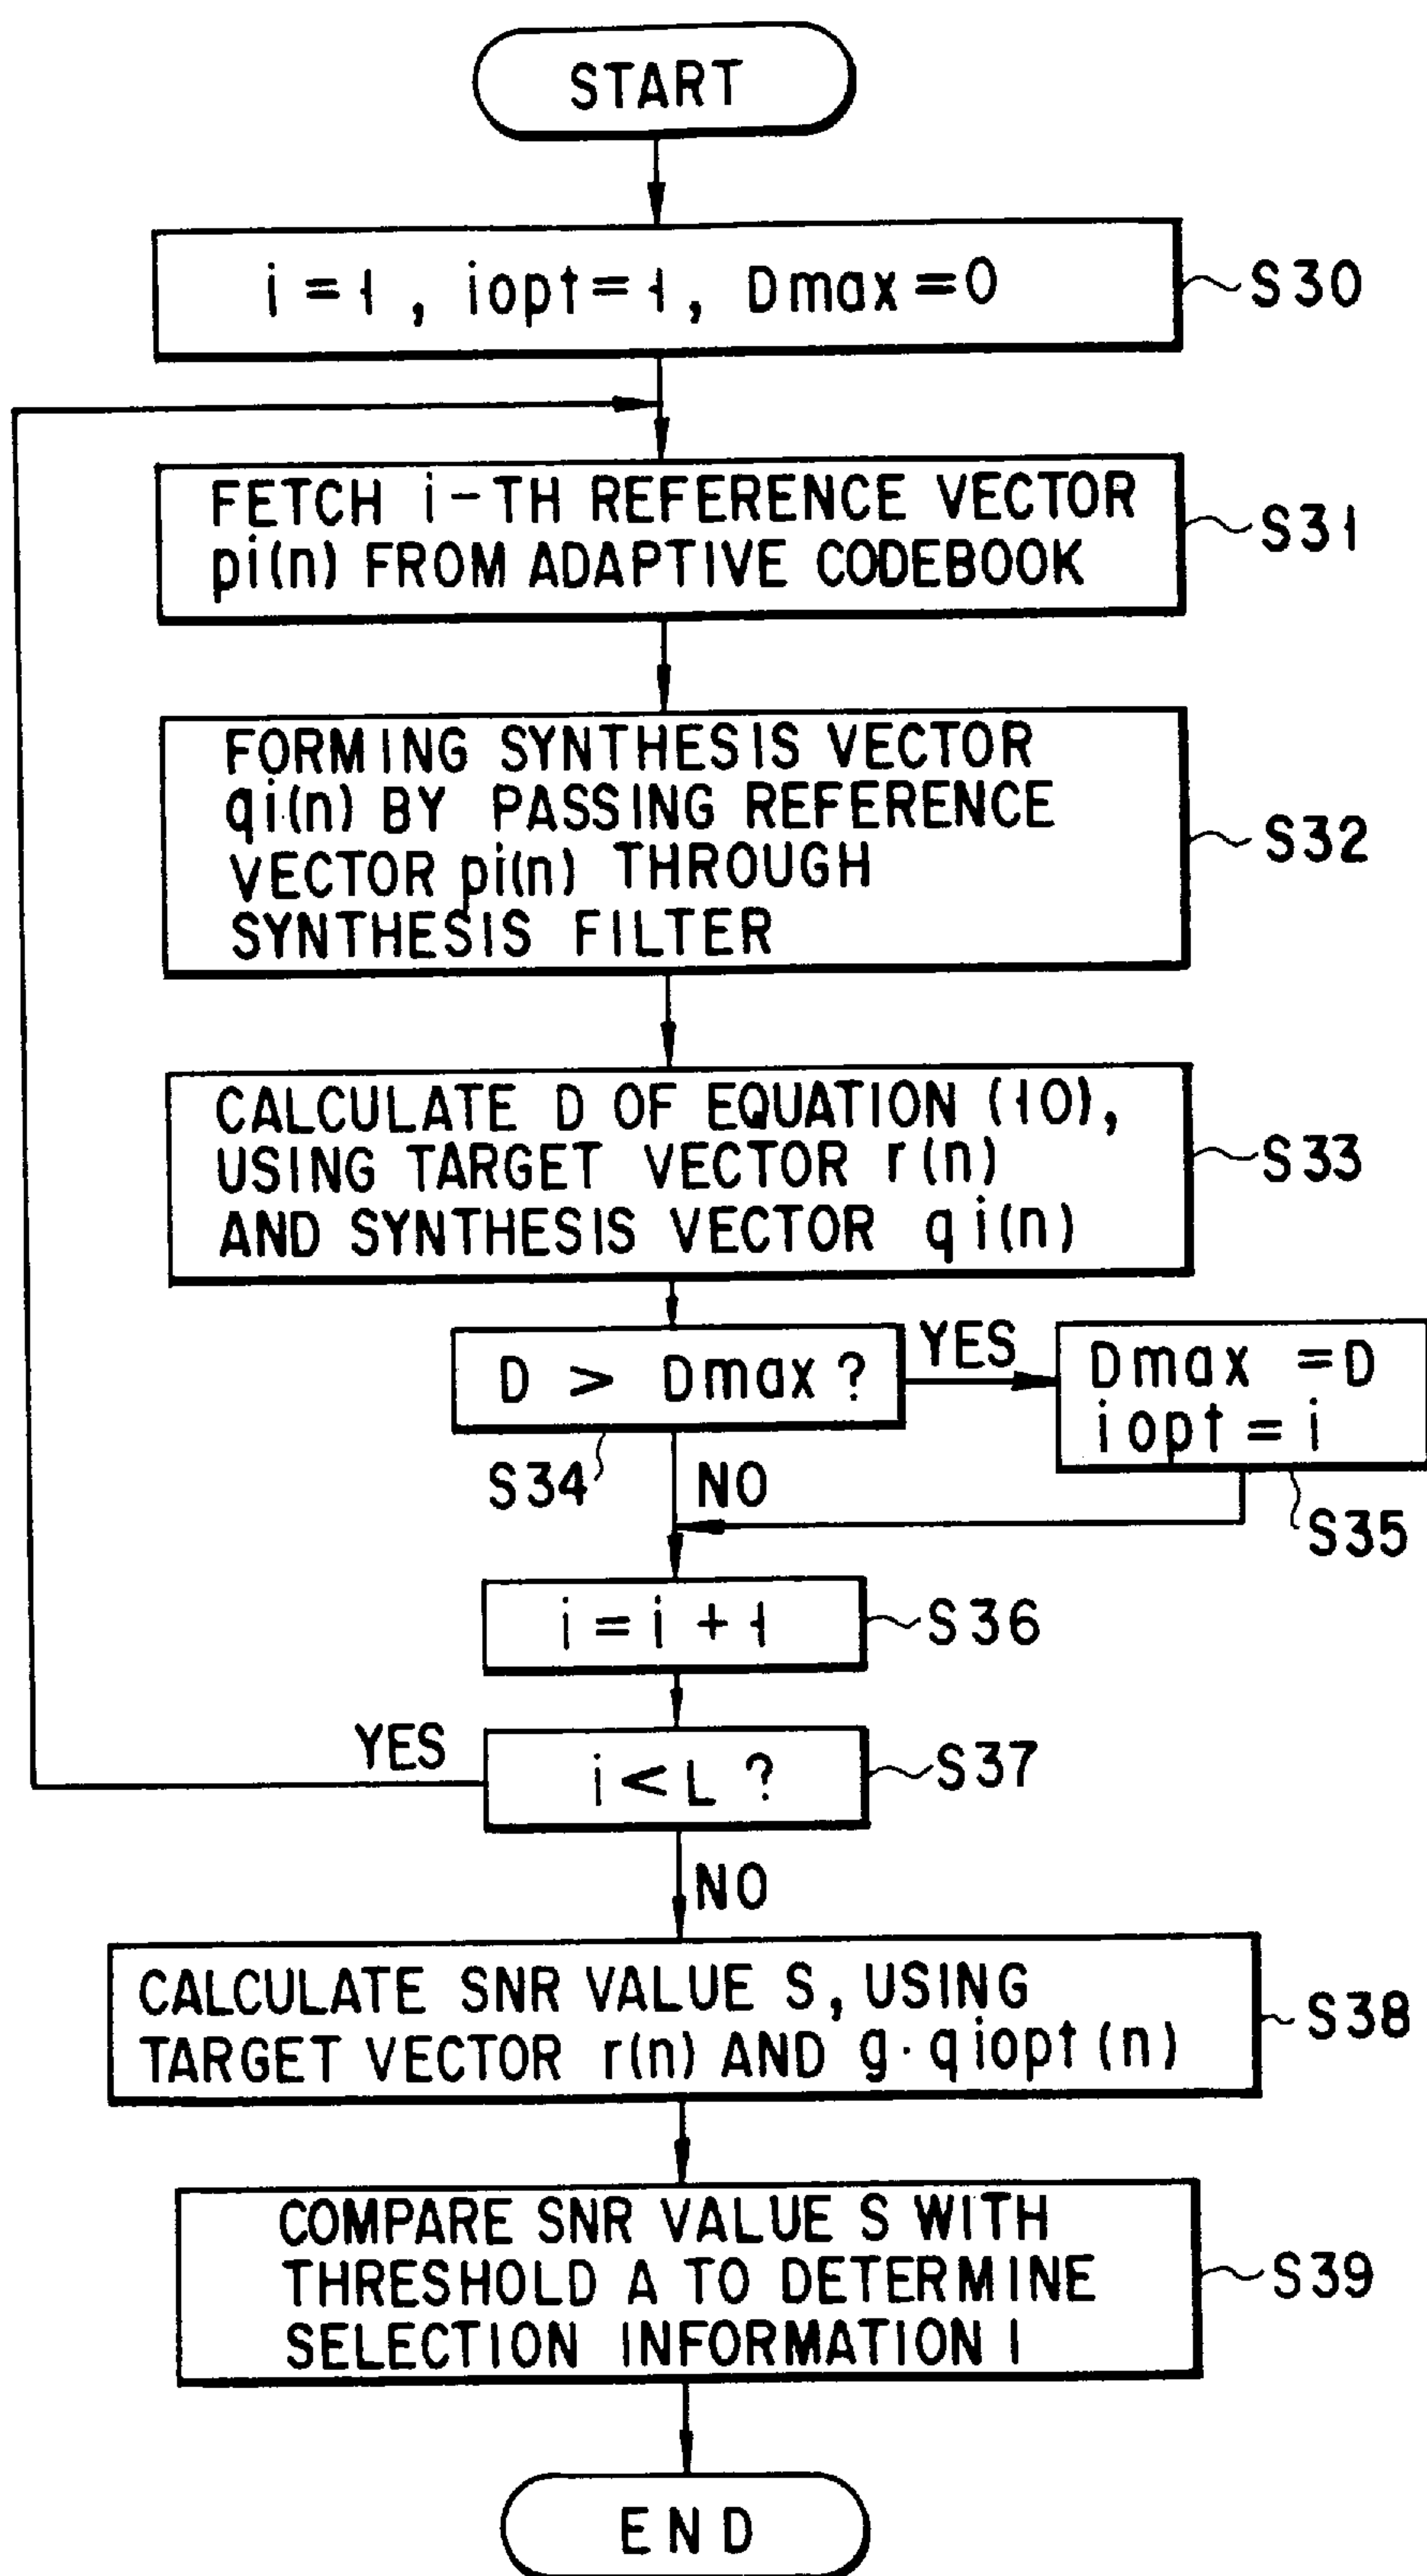 START
i = 1 , iopt = 1, Dmax = 0
S30
FETCH i-TH REFERENCE VECTOR
pi(n) FROM ADAPTIVE CODEBOOK
S31
FORMING SYNTHESIS VECTOR
qi(n) BY PASSING REFERENCE
VECTOR pi(n) THROUGH
SYNTHESIS FILTER
S32
CALCULATE D OF EQUATION (10),
USING TARGET VECTOR r(n)
AND SYNTHESIS VECTOR qi(n)
S33
D > Dmax ?
YES
S34
NO
Dmax = D
iopt = i
S35
i = i + 1
S36
YES
i < L ?
S37
NO
CALCULATE SNR VALUE S, USING
TARGET VECTOR r(n) AND g·qiopt(n)
S38
COMPARE SNR VALUE S WITH
THRESHOLD A TO DETERMINE
SELECTION INFORMATION I
S39
END